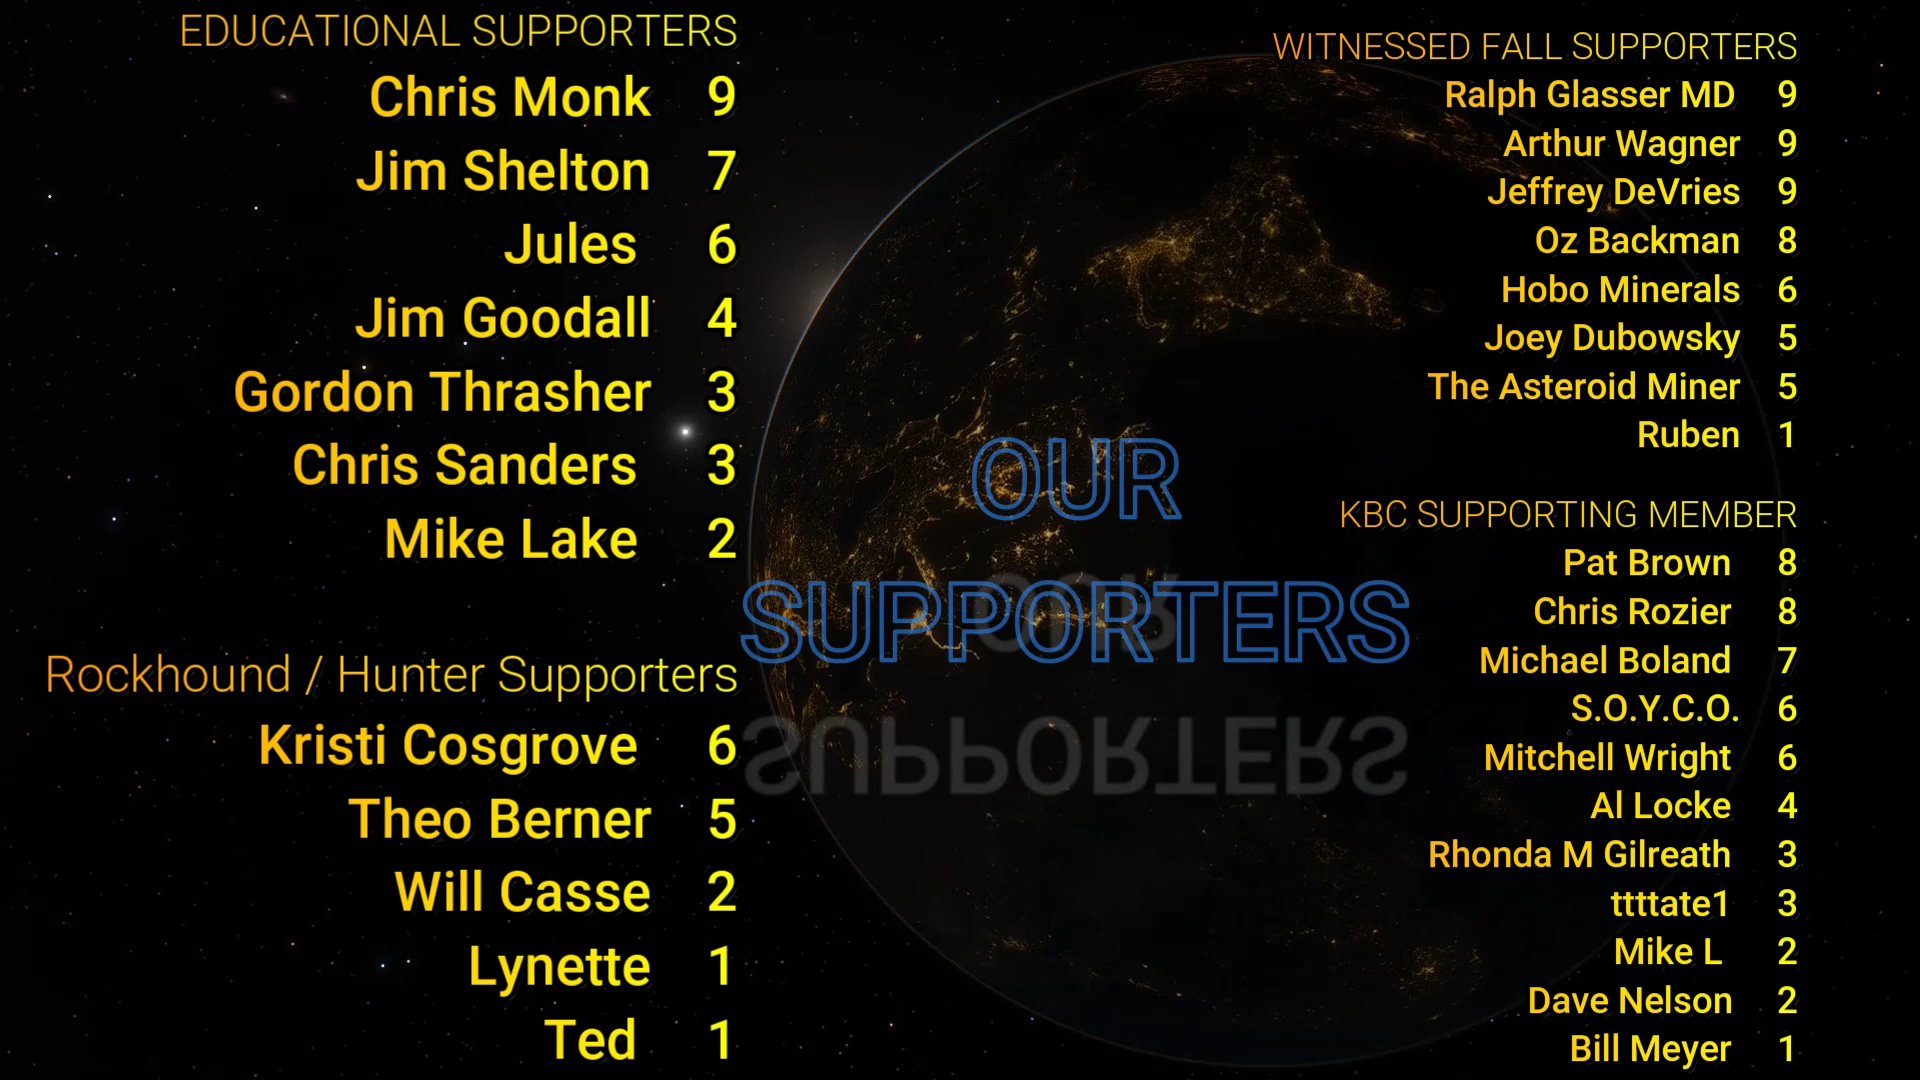 EDUCATIONAL SUPPORTERS
Chris Monk 9
Jim Shelton 7
Jules 6
Jim Goodall 4
Gordon Thrasher 3
Chris Sanders 3
Mike Lake 2
Rockhound / Hunter Supporters
Kristi Cosgrove 6
Theo Berner 5
Will Casse 2
Lynette 1
Ted 1
OUR
SUPPORTERS
WITNESSED FALL SUPPORTERS
Ralph Glasser MD 9
Arthur Wagner 9
Jeffrey DeVries 9
Oz Backman 8
Hobo Minerals 6
Joey Dubowsky 5
The Asteroid Miner 5
Ruben 1
KBC SUPPORTING MEMBER
Pat Brown 8
Chris Rozier 8
Michael Boland 7
S.O.Y.C.O. 6
Mitchell Wright 6
Al Locke 4
Rhonda M Gilreath 3
ttttate1 3
Mike L 2
Dave Nelson 2
Bill Meyer 1